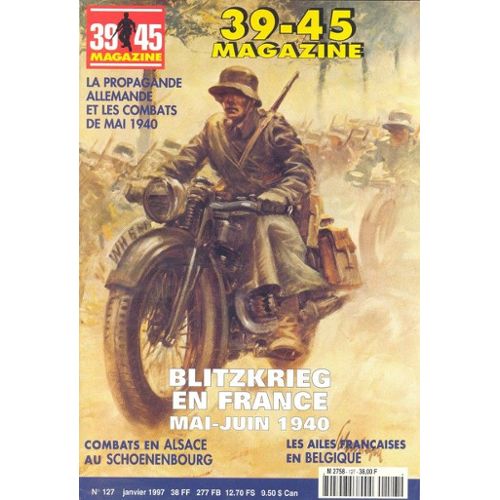 39 45
MAGAZINE
39-45
MAGAZINE
LA PROPAGANDE
ALLEMANDE
ET LES COMBATS
DE MAI 1940
WH
BLITZKRIEG
EN FRANCE
MAI-JUIN 1940
COMBATS EN ALSACE
AU SCHOENENBOURG
LES AILES FRANÇAISES
EN BELGIQUE
N° 127 janvier 1997 38 FF 277 FB 12.70 FS 9.50 $ Can
M 2758 - 127 - 38,00 F